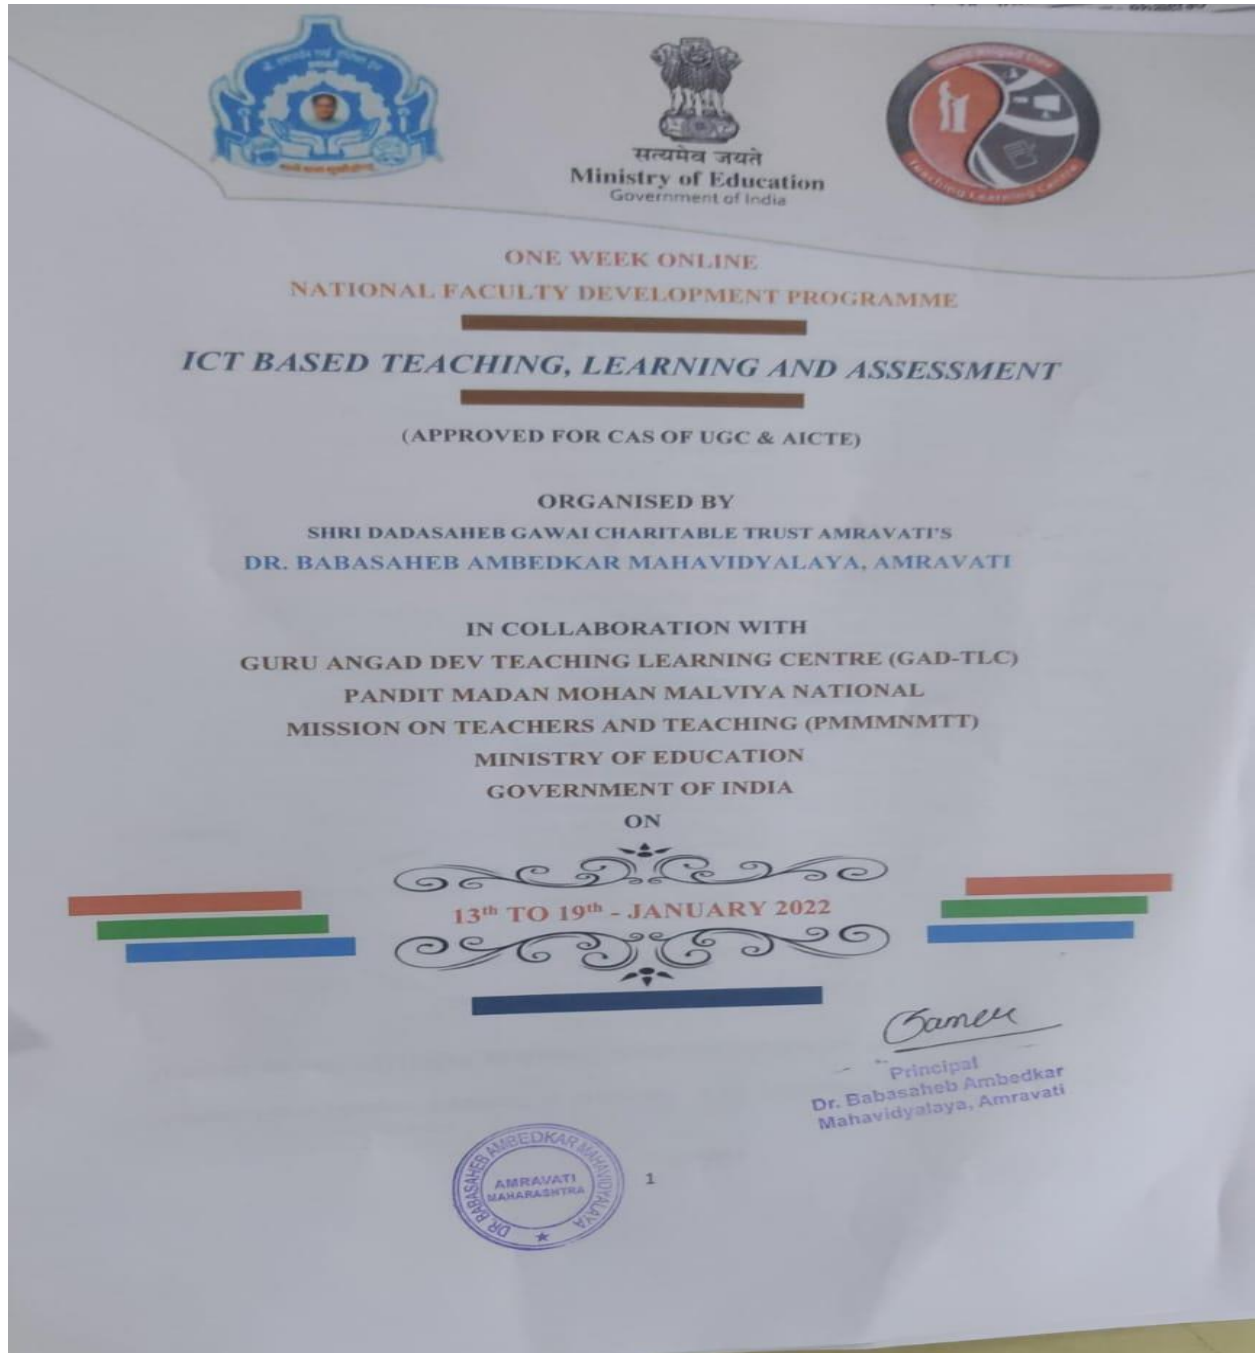 सत्यमेव जयते
Ministry of Education
Government of India
Teaching Learning Centre
ONE WEEK ONLINE
NATIONAL FACULTY DEVELOPMENT PROGRAMME
ICT BASED TEACHING, LEARNING AND ASSESSMENT
(APPROVED FOR CAS OF UGC & AICTE)
ORGANISED BY
SHRI DADASAHEB GAWAI CHARITABLE TRUST AMRAVATI'S
DR. BABASAHEB AMBEDKAR MAHAVIDYALAYA, AMRAVATI
IN COLLABORATION WITH
GURU ANGAD DEV TEACHING LEARNING CENTRE (GAD-TLC)
PANDIT MADAN MOHAN MALVIYA NATIONAL
MISSION ON TEACHERS AND TEACHING (PMMMNMTT)
MINISTRY OF EDUCATION
GOVERNMENT OF INDIA
ON
13th TO 19th - JANUARY 2022
Principal
Dr. Babasaheb Ambedkar
Mahavidyalaya, Amravati
DR. BABASAHEB AMBEDKAR MAHAVIDYALAYA
AMRAVATI
MAHARASHTRA
1